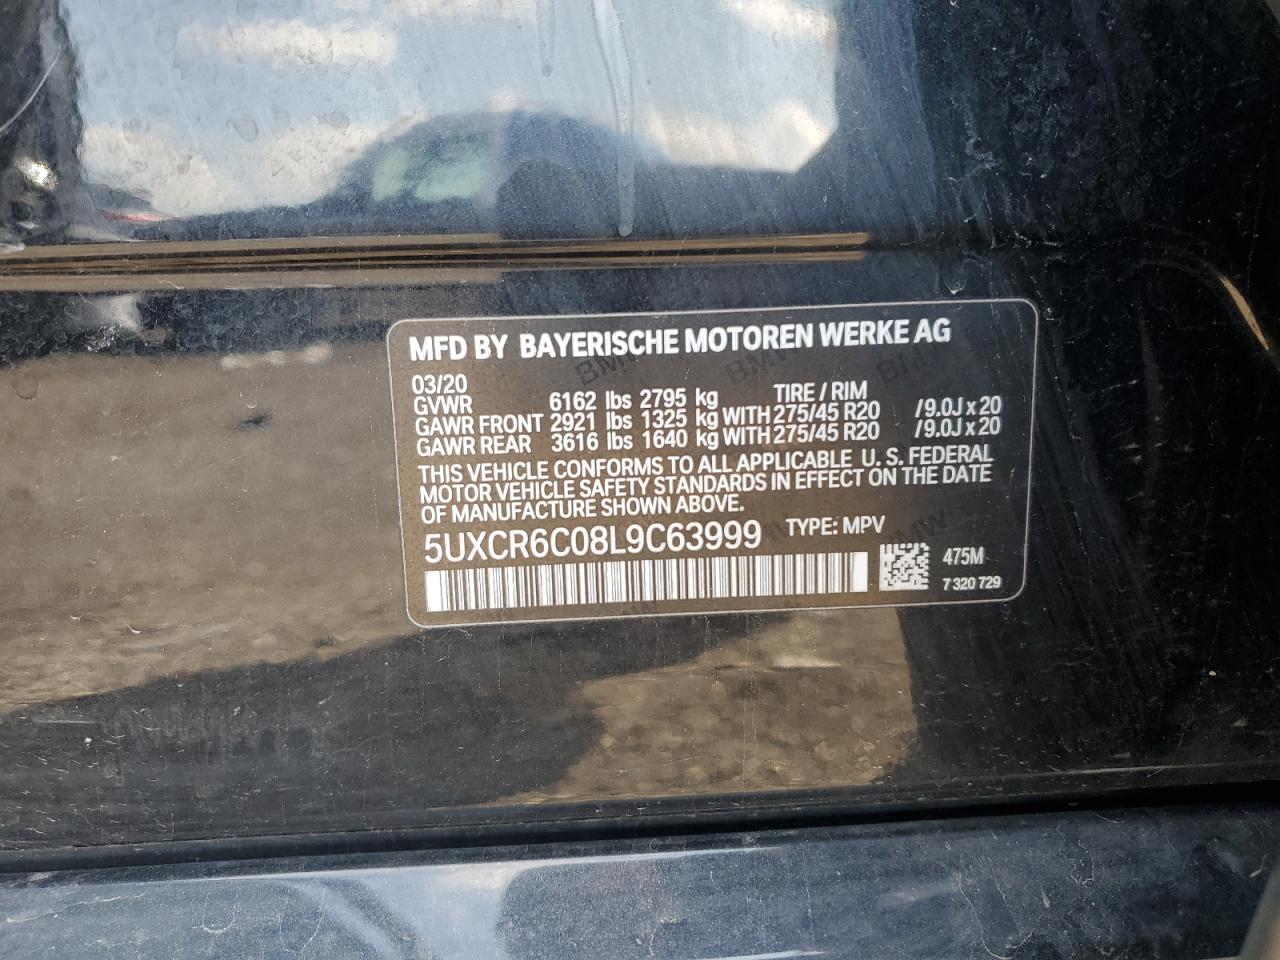 MFD BY BAYERISCHE MOTOREN WERKE AG
03/20
GVWR 6162 lbs 2795 kg TIRE / RIM
GAWR FRONT 2921 lbs 1325 kg WITH 275/45 R20 /9.0J x 20
GAWR REAR 3616 lbs 1640 kg WITH 275/45 R20 /9.0J x 20
THIS VEHICLE CONFORMS TO ALL APPLICABLE U. S. FEDERAL
MOTOR VEHICLE SAFETY STANDARDS IN EFFECT ON THE DATE
OF MANUFACTURE SHOWN ABOVE.
5UXCR6C08L9C63999 TYPE: MPV
475M
7 320 729